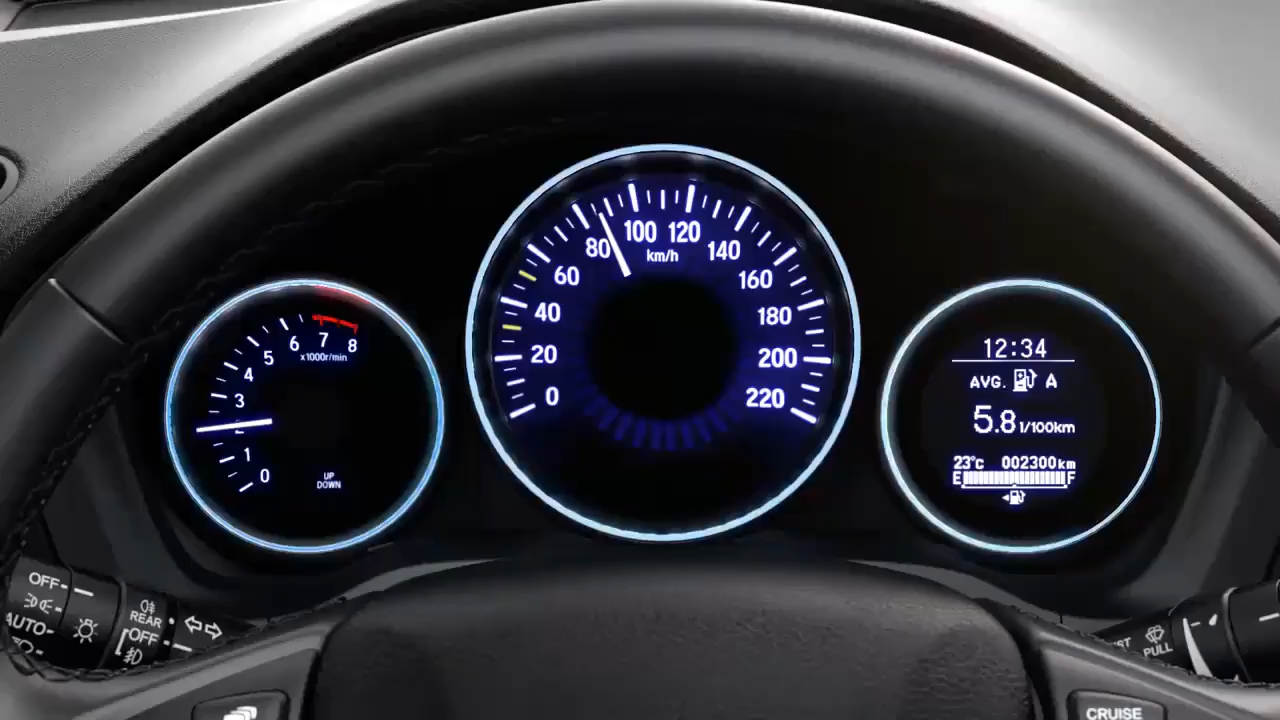 0
1
2
3
4
5
6
7
8
x1000r/min
UP
DOWN
0
20
40
60
80
100
120
140
160
180
200
220
km/h
12:34
AVG. A
5.8 l/100km
23°c 002300km
E F
OFF
AUTO
REAR
OFF
PULL
CRUISE